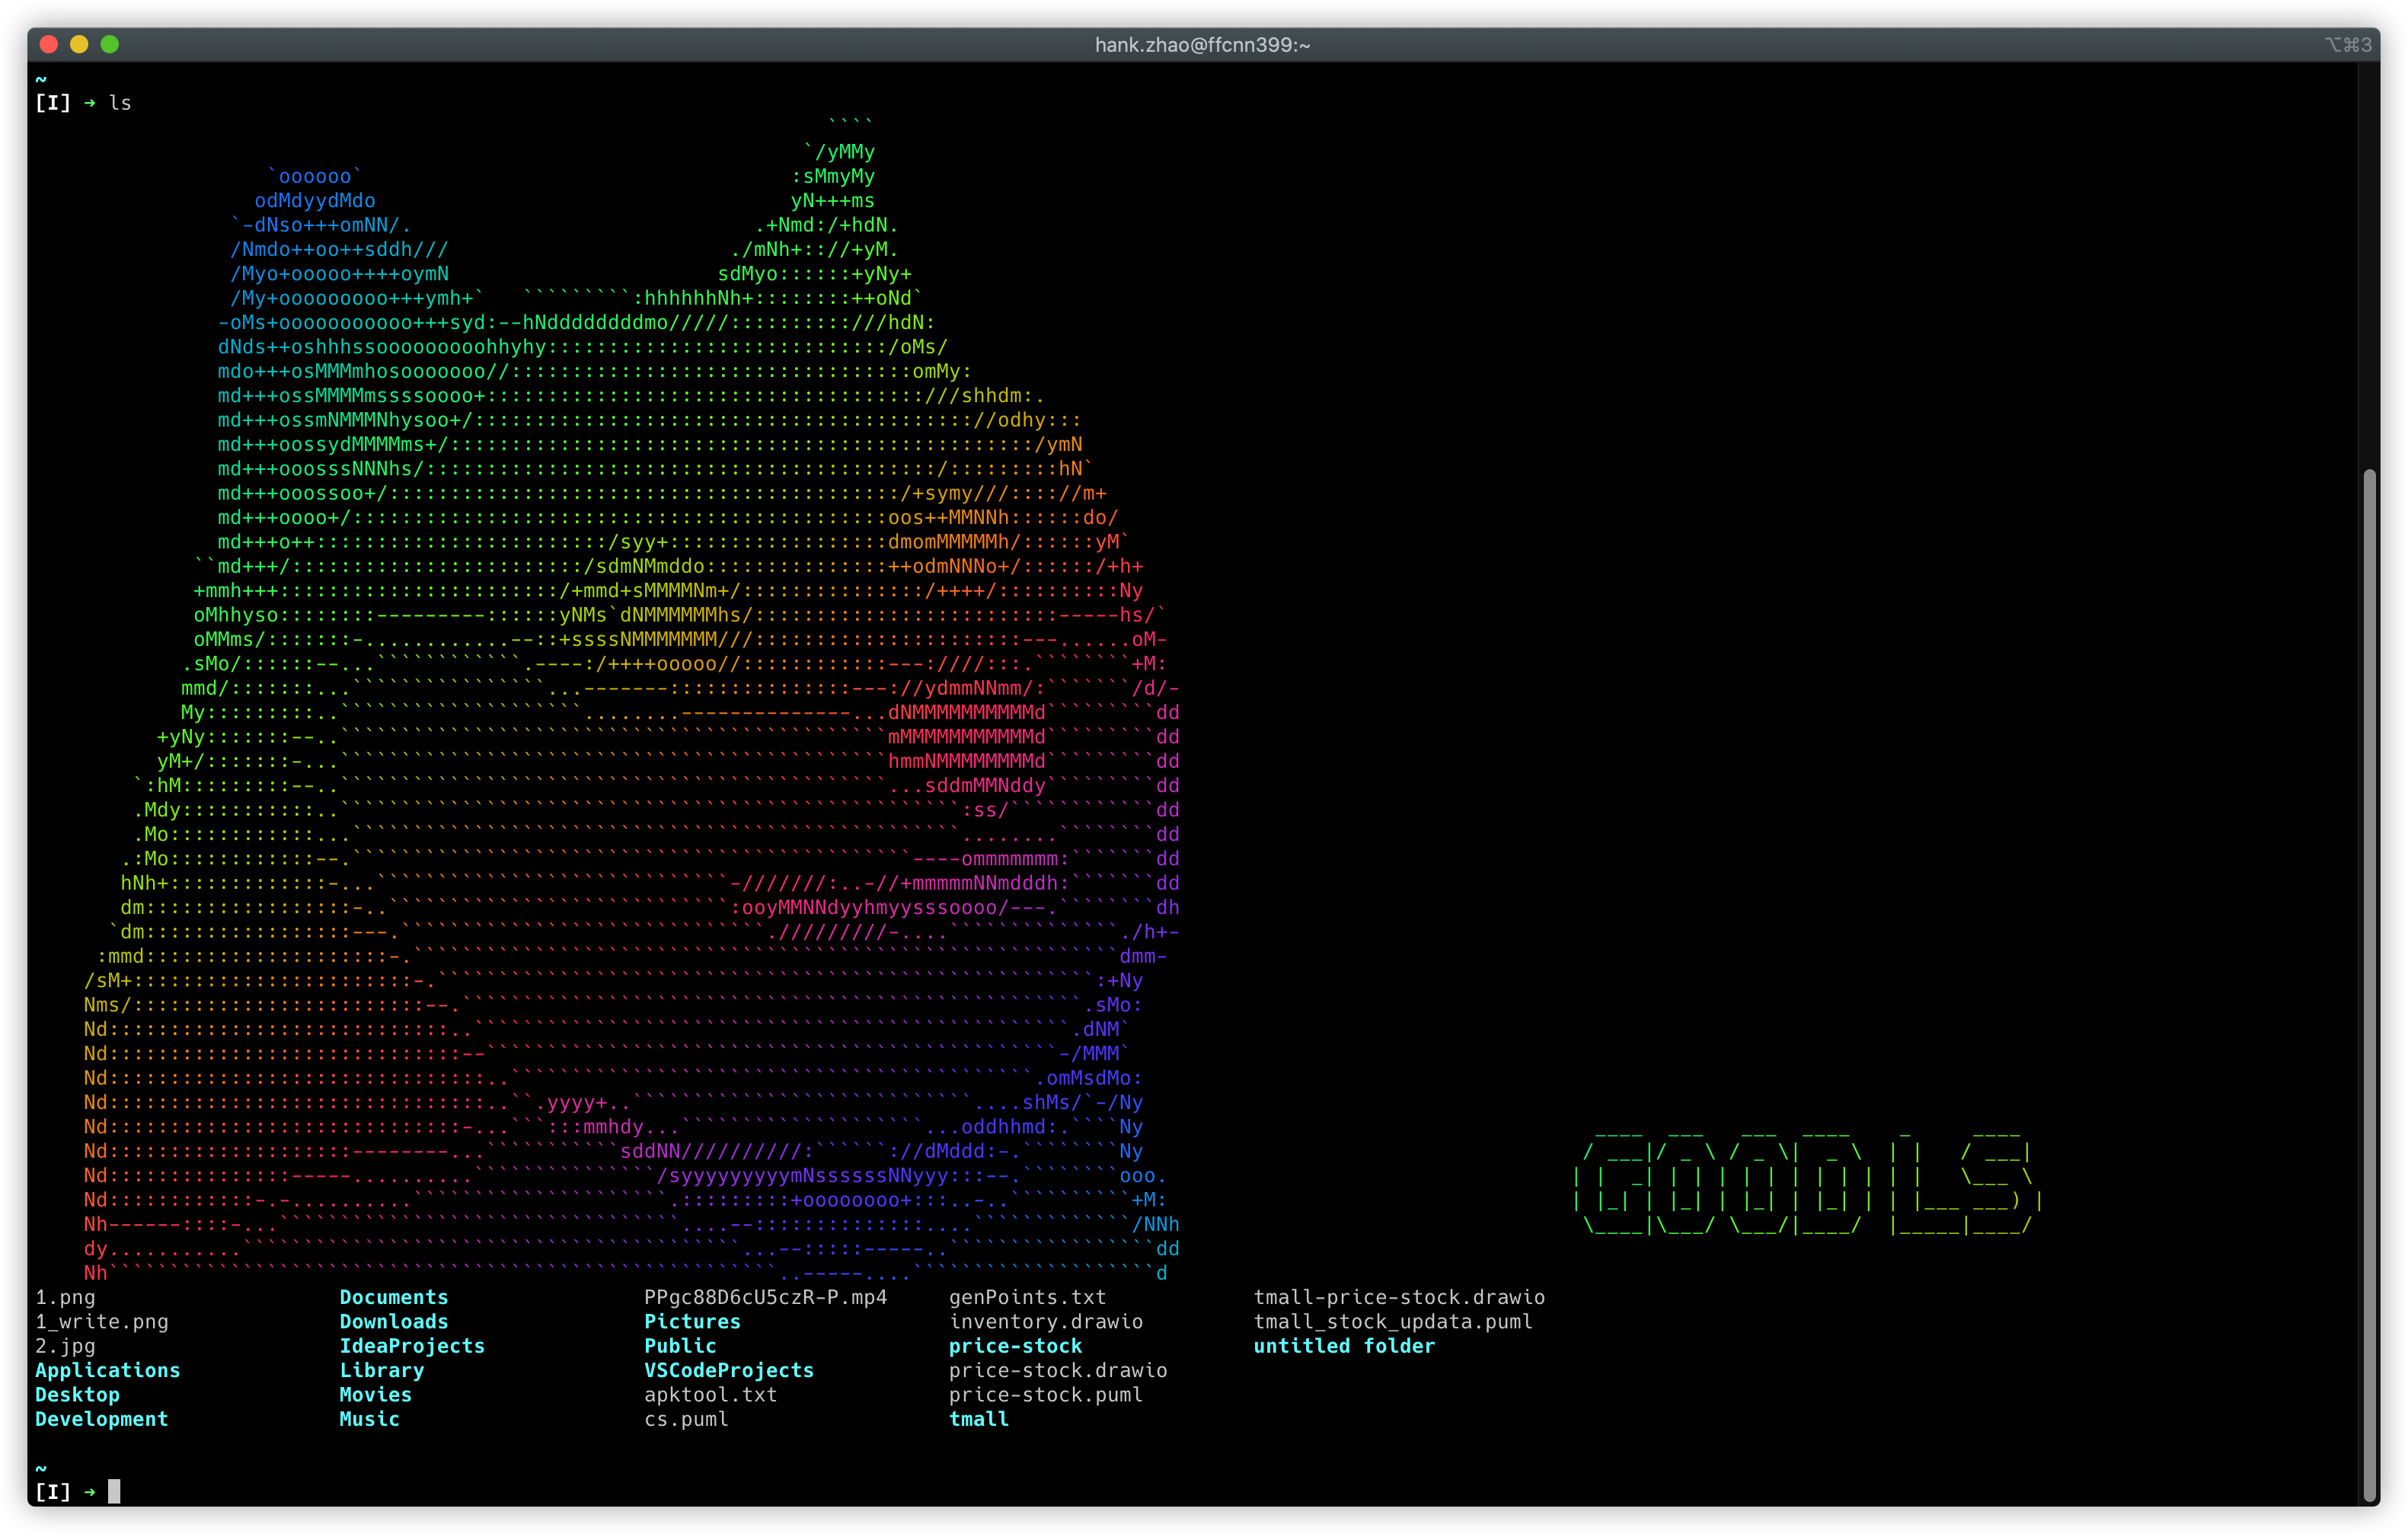 hank.zhao@ffcnn399:~
⌥⌘3
~
[I] → ls
GOOD LS
1.png Documents PPgc88D6cU5czR-P.mp4 genPoints.txt tmall-price-stock.drawio
1_write.png Downloads Pictures inventory.drawio tmall_stock_updata.puml
2.jpg IdeaProjects Public price-stock untitled folder
Applications Library VSCodeProjects price-stock.drawio
Desktop Movies apktool.txt price-stock.puml
Development Music cs.puml tmall
~
[I] →